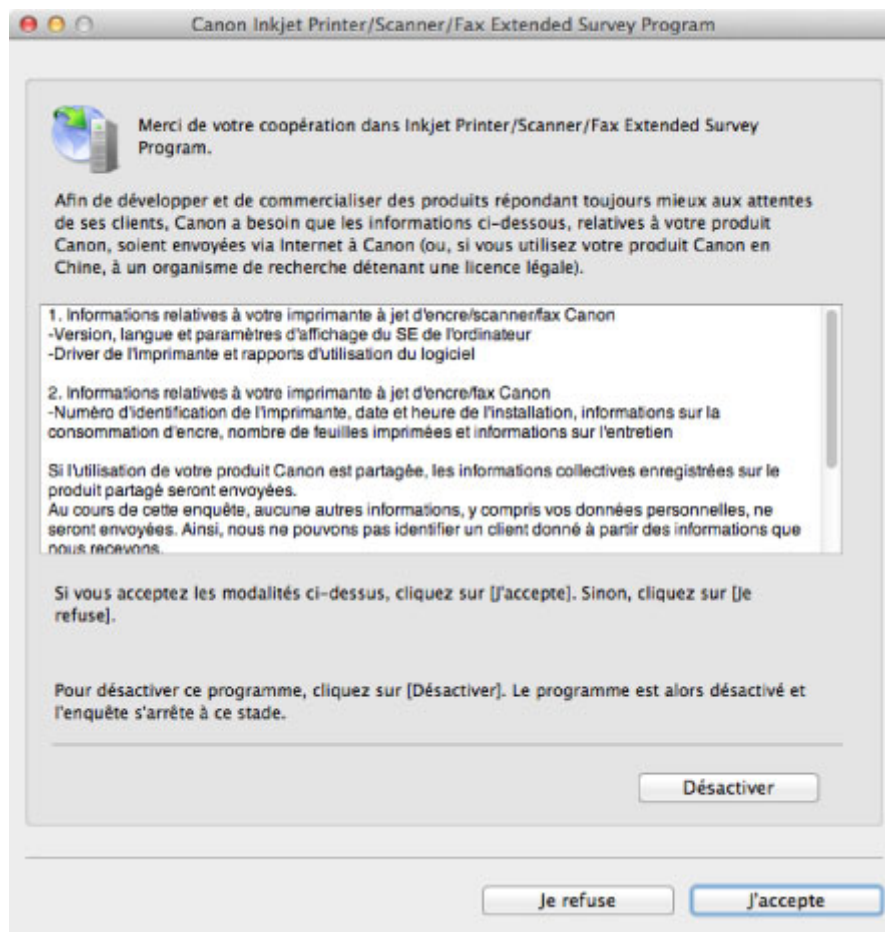 Canon Inkjet Printer/Scanner/Fax Extended Survey Program
Merci de votre coopération dans Inkjet Printer/Scanner/Fax Extended Survey
Program.
Afin de développer et de commercialiser des produits répondant toujours mieux aux attentes
de ses clients, Canon a besoin que les informations ci-dessous, relatives à votre produit
Canon, soient envoyées via Internet à Canon (ou, si vous utilisez votre produit Canon en
Chine, à un organisme de recherche détenant une licence légale).
1. Informations relatives à votre imprimante à jet d'encre/scanner/fax Canon
-Version, langue et paramètres d'affichage du SE de l'ordinateur
-Driver de l'imprimante et rapports d'utilisation du logiciel
2. Informations relatives à votre imprimante à jet d'encre/fax Canon
-Numéro d'identification de l'imprimante, date et heure de l'installation, informations sur la
consommation d'encre, nombre de feuilles imprimées et informations sur l'entretien
Si l'utilisation de votre produit Canon est partagée, les informations collectives enregistrées sur le
produit partagé seront envoyées.
Au cours de cette enquête, aucune autres informations, y compris vos données personnelles, ne
seront envoyées. Ainsi, nous ne pouvons pas identifier un client donné à partir des informations que
nous recevons.
Si vous acceptez les modalités ci-dessus, cliquez sur [J'accepte]. Sinon, cliquez sur [Je
refuse].
Pour désactiver ce programme, cliquez sur [Désactiver]. Le programme est alors désactivé et
l'enquête s'arrête à ce stade.
Désactiver
Je refuse
J'accepte